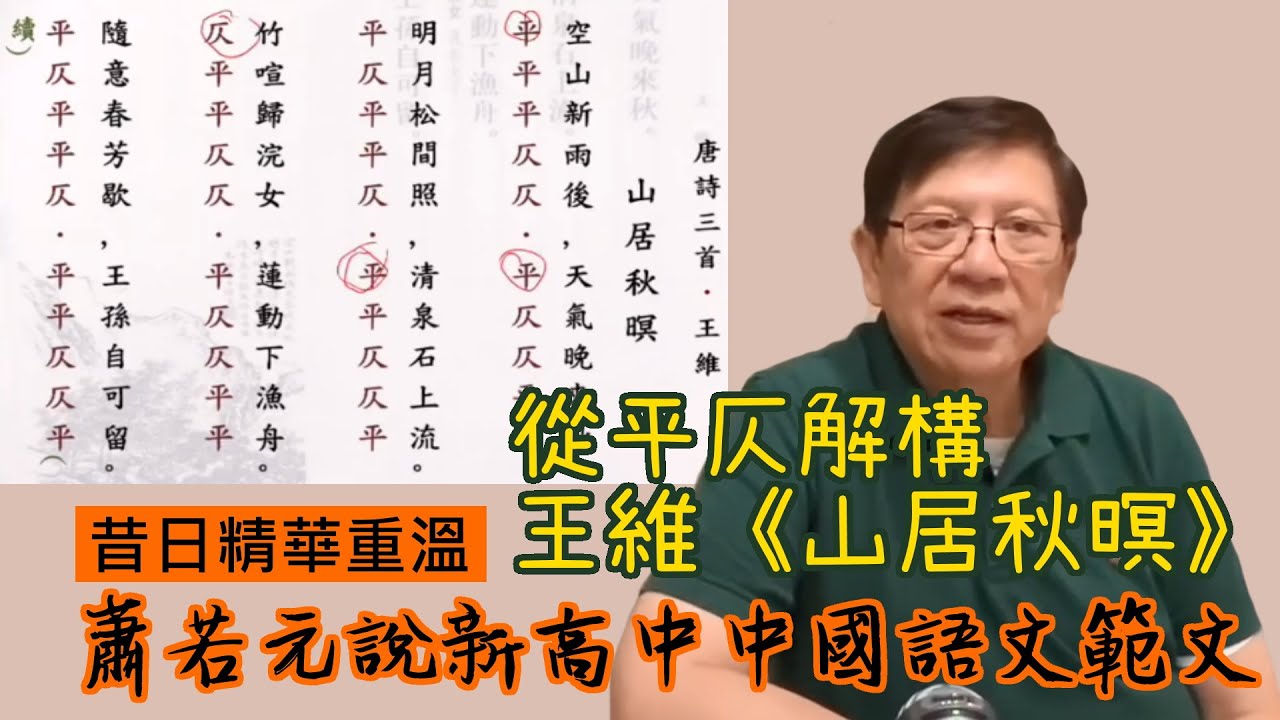 唐詩三首．王維
山居秋暝
空山新雨後,天氣晚
平平平仄仄．平仄仄平
明月松間照,清泉石上流。
平仄平平仄．平平仄仄平
竹喧歸浣女,蓮動下漁舟。
仄平平仄仄．平仄仄平平
隨意春芳歇,王孫自可留。
平仄平平仄．平平仄仄平
(續)
從平仄解構
王維《山居秋暝》
昔日精華重溫
蕭若元說新高中中國語文範文